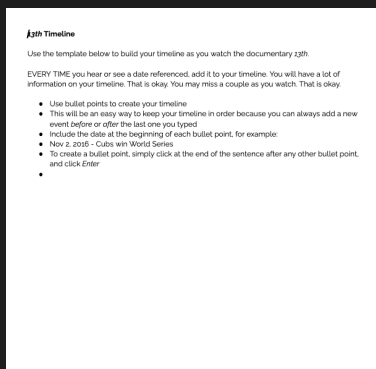 13th Timeline
Use the template below to build your timeline as you watch the documentary 13th.
EVERY TIME you hear or see a date referenced, add it to your timeline. You will have a lot of
information on your timeline. That is okay. You may miss a couple as you watch. That is okay.
● Use bullet points to create your timeline
● This will be an easy way to keep your timeline in order because you can always add a new
event before or after the last one you typed
● Include the date at the beginning of each bullet point, for example:
● Nov 2, 2016 - Cubs win World Series
● To create a bullet point, simply click at the end of the sentence after any other bullet point,
and click Enter
●